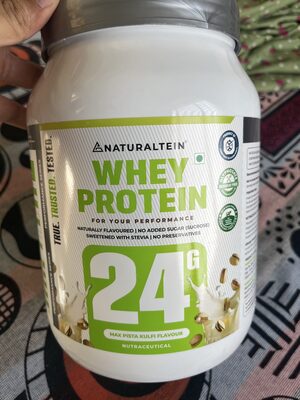 NATURALTEIN
WHEY
PROTEIN
FOR YOUR PERFORMANCE
NATURALLY FLAVOURED | NO ADDED SUGAR (SUCROSE)
SWEETENED WITH STEVIA | NO PRESERVATIVES
24G
MAX PISTA KULFI FLAVOUR
NUTRACEUTICAL
TRUE. TRUSTED. TESTED.